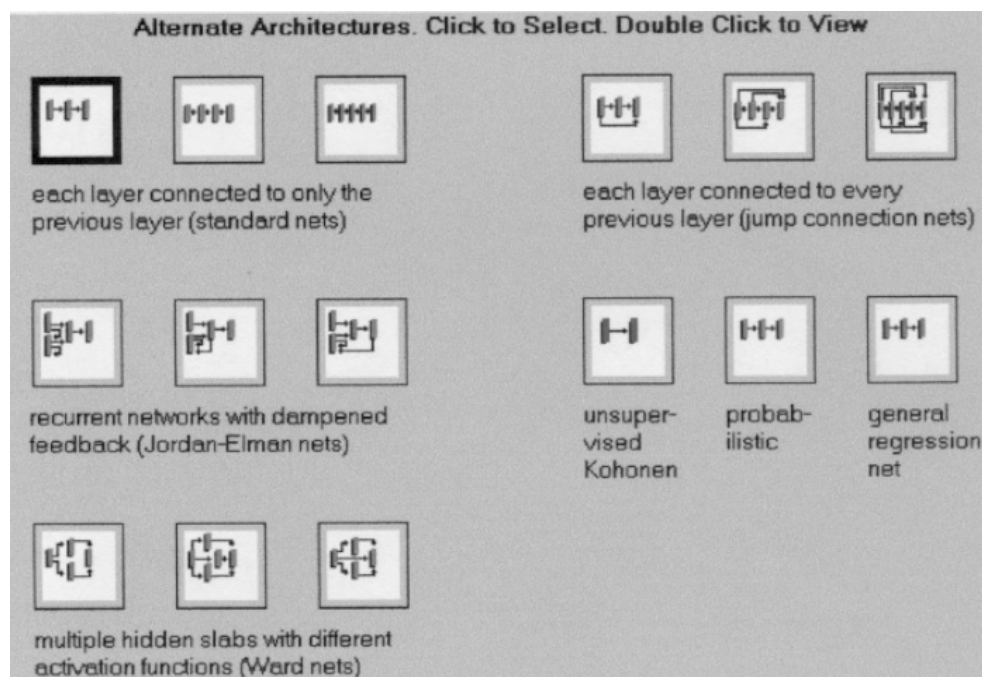 Alternate Architectures. Click to Select. Double Click to View
each layer connected to only the
previous layer (standard nets)
each layer connected to every
previous layer (jump connection nets)
recurrent networks with dampened
feedback (Jordan-Elman nets)
unsuper-
vised
Kohonen
probab-
ilistic
general
regression
net
multiple hidden slabs with different
activation functions (Ward nets)